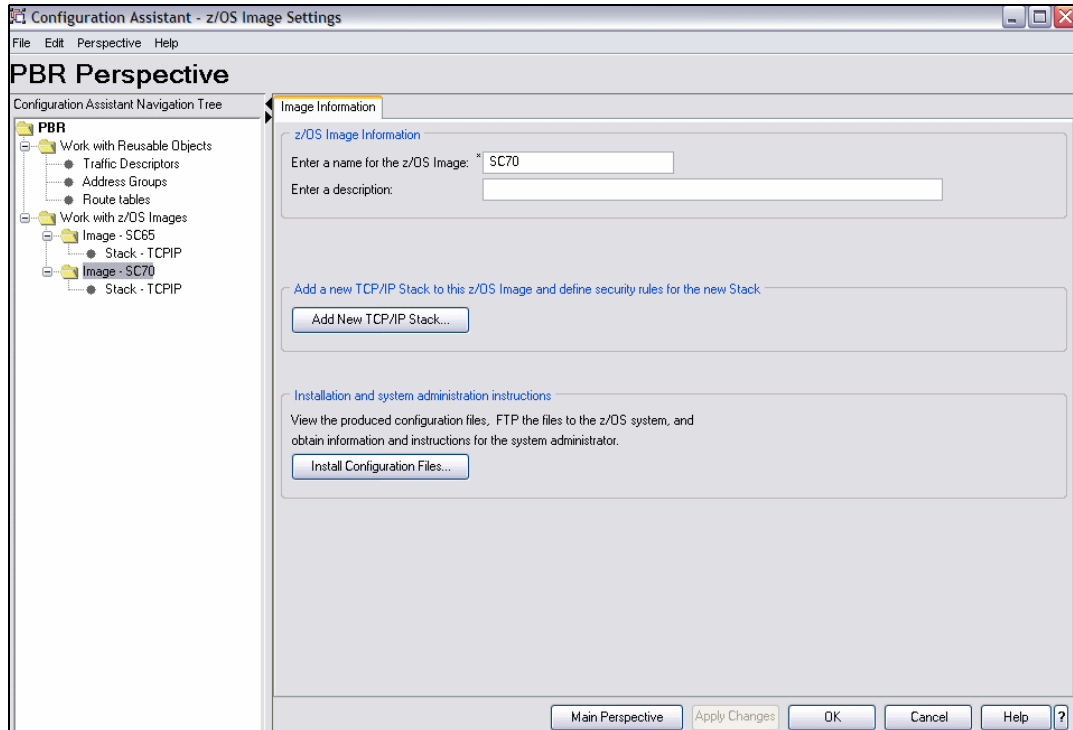 Configuration Assistant - z/OS Image Settings
File Edit Perspective Help
PBR Perspective
Configuration Assistant Navigation Tree
PBR
Work with Reusable Objects
Traffic Descriptors
Address Groups
Route tables
Work with z/OS Images
Image - SC65
Stack - TCPIP
Image - SC70
Stack - TCPIP
Image Information
z/OS Image Information
Enter a name for the z/OS Image: * SC70
Enter a description:
Add a new TCP/IP Stack to this z/OS Image and define security rules for the new Stack
Add New TCP/IP Stack...
Installation and system administration instructions
View the produced configuration files, FTP the files to the z/OS system, and
obtain information and instructions for the system administrator.
Install Configuration Files...
Main Perspective Apply Changes OK Cancel Help ?